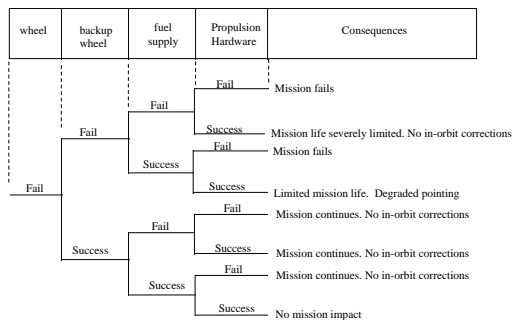 wheel
backup
wheel
fuel
supply
Propulsion
Hardware
Consequences
Fail
Mission fails
Fail
Success
Mission life severely limited. No in-orbit corrections
Fail
Fail
Mission fails
Success
Success
Limited mission life. Degraded pointing
Fail
Fail
Mission continues. No in-orbit corrections
Fail
Success
Success
Mission continues. No in-orbit corrections
Fail
Mission continues. No in-orbit corrections
Success
Success
No mission impact